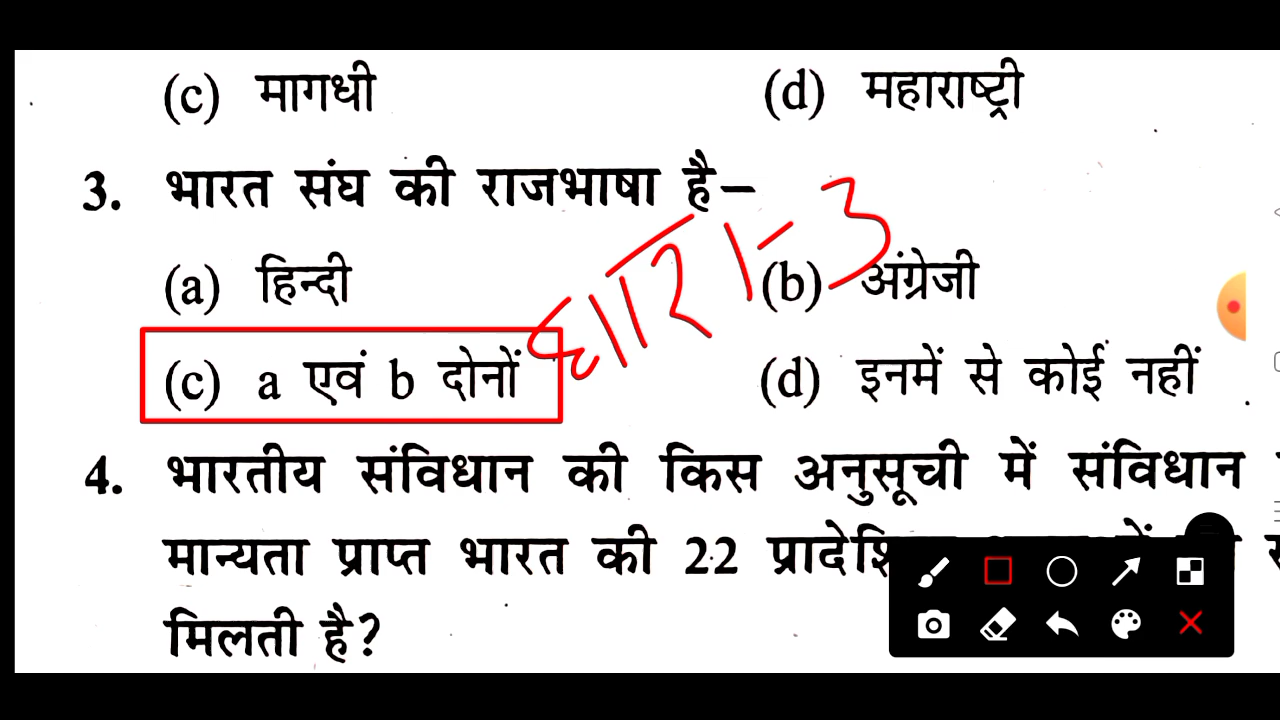 (c) मागधी (d) महाराष्ट्री
3. भारत संघ की राजभाषा है–
(a) हिन्दी (b) अंग्रेजी
धारा-3
(c) a एवं b दोनों (d) इनमें से कोई नहीं
4. भारतीय संविधान की किस अनुसूची में संविधान
मान्यता प्राप्त भारत की 22
मिलती है?